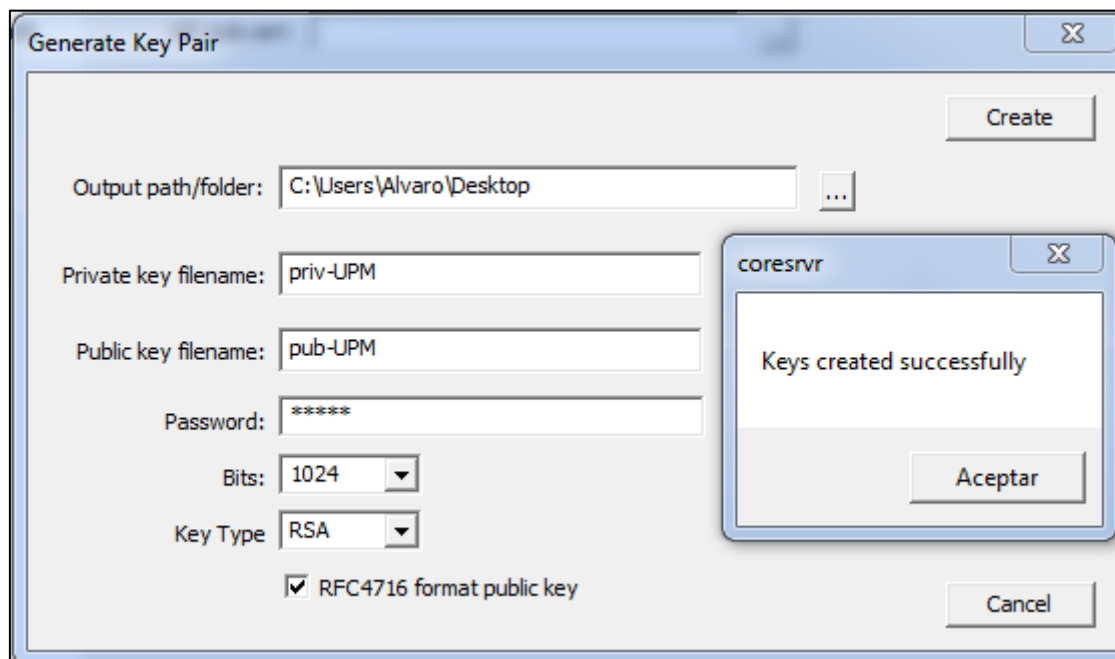 Generate Key Pair
Create
Output path/folder: C:\Users\Alvaro\Desktop ...
Private key filename: priv-UPM
Public key filename: pub-UPM
Password: *****
Bits: 1024
Key Type RSA
RFC4716 format public key
Cancel
coresrvr
Keys created successfully
Aceptar